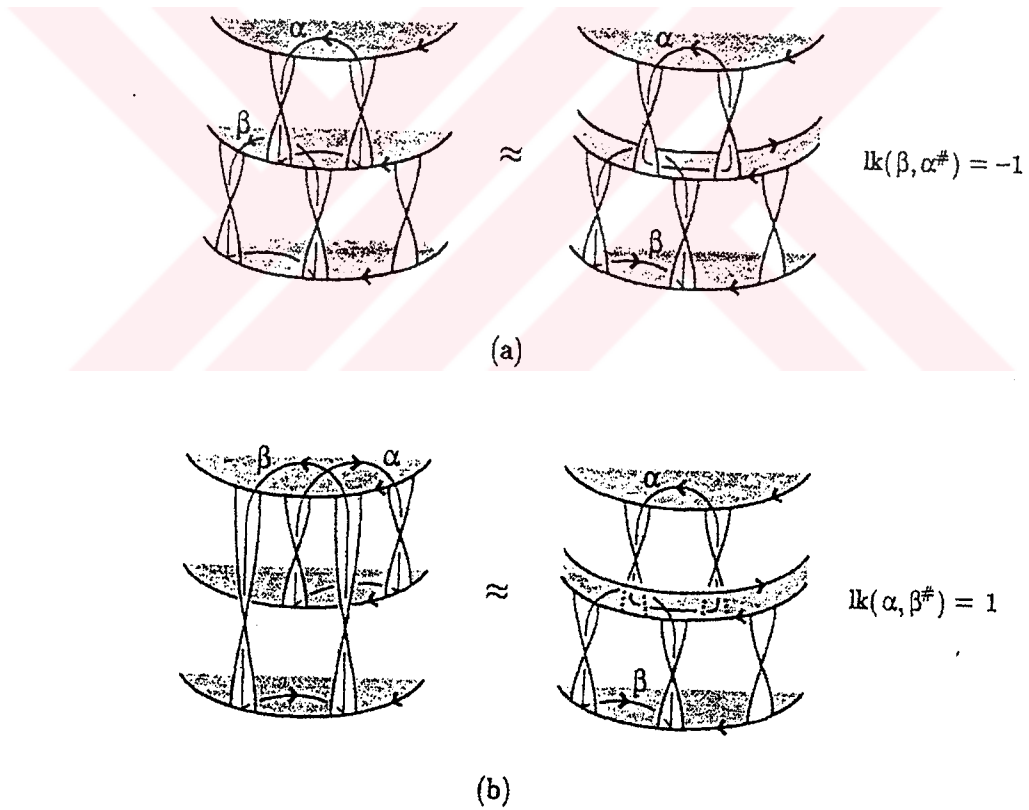 α α
β ≈ lk(β, α^#) = −1
β
(a)
β α α
≈ lk(α, β^#) = 1
β
(b)